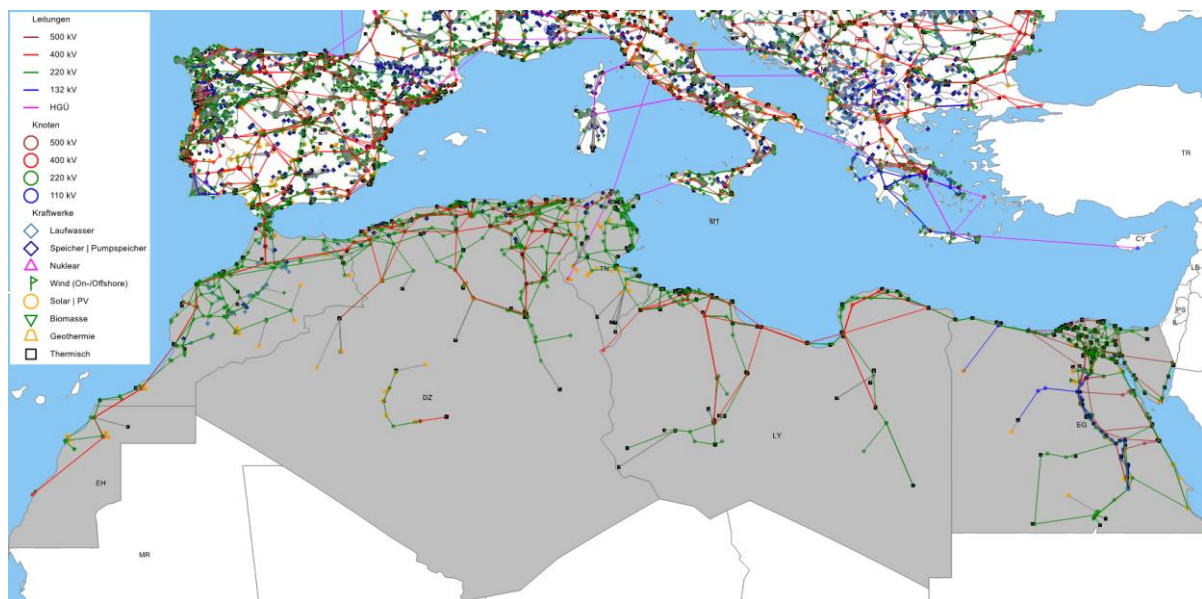 Leitungen
500 kV
400 kV
220 kV
132 kV
HGÜ
Knoten
500 kV
400 kV
220 kV
110 kV
Kraftwerke
Laufwasser
Speicher | Pumpspeicher
Nuklear
Wind (On-/Offshore)
Solar | PV
Biomasse
Geothermie
Thermisch
TR
MT
CY
LB
PS
IL
TN
DZ
LY
EG
EH
MR